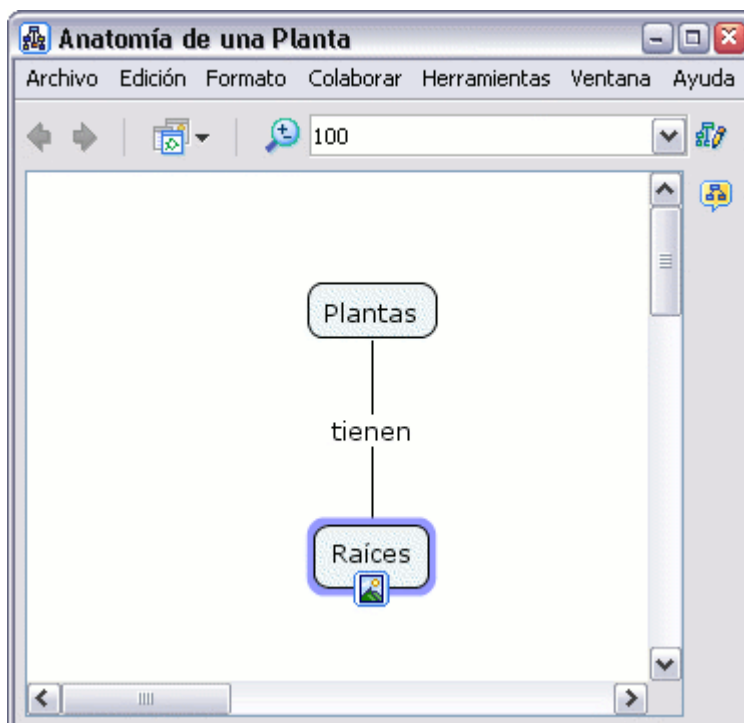 Anatomía de una Planta
Archivo Edición Formato Colaborar Herramientas Ventana Ayuda
100
Plantas
tienen
Raíces